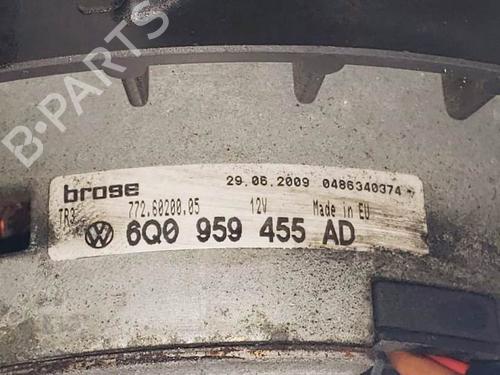 B-PARTS
brose 29.06.2009 0486340374
TR3 772.60200.05 12V Made in EU
6Q0 959 455 AD